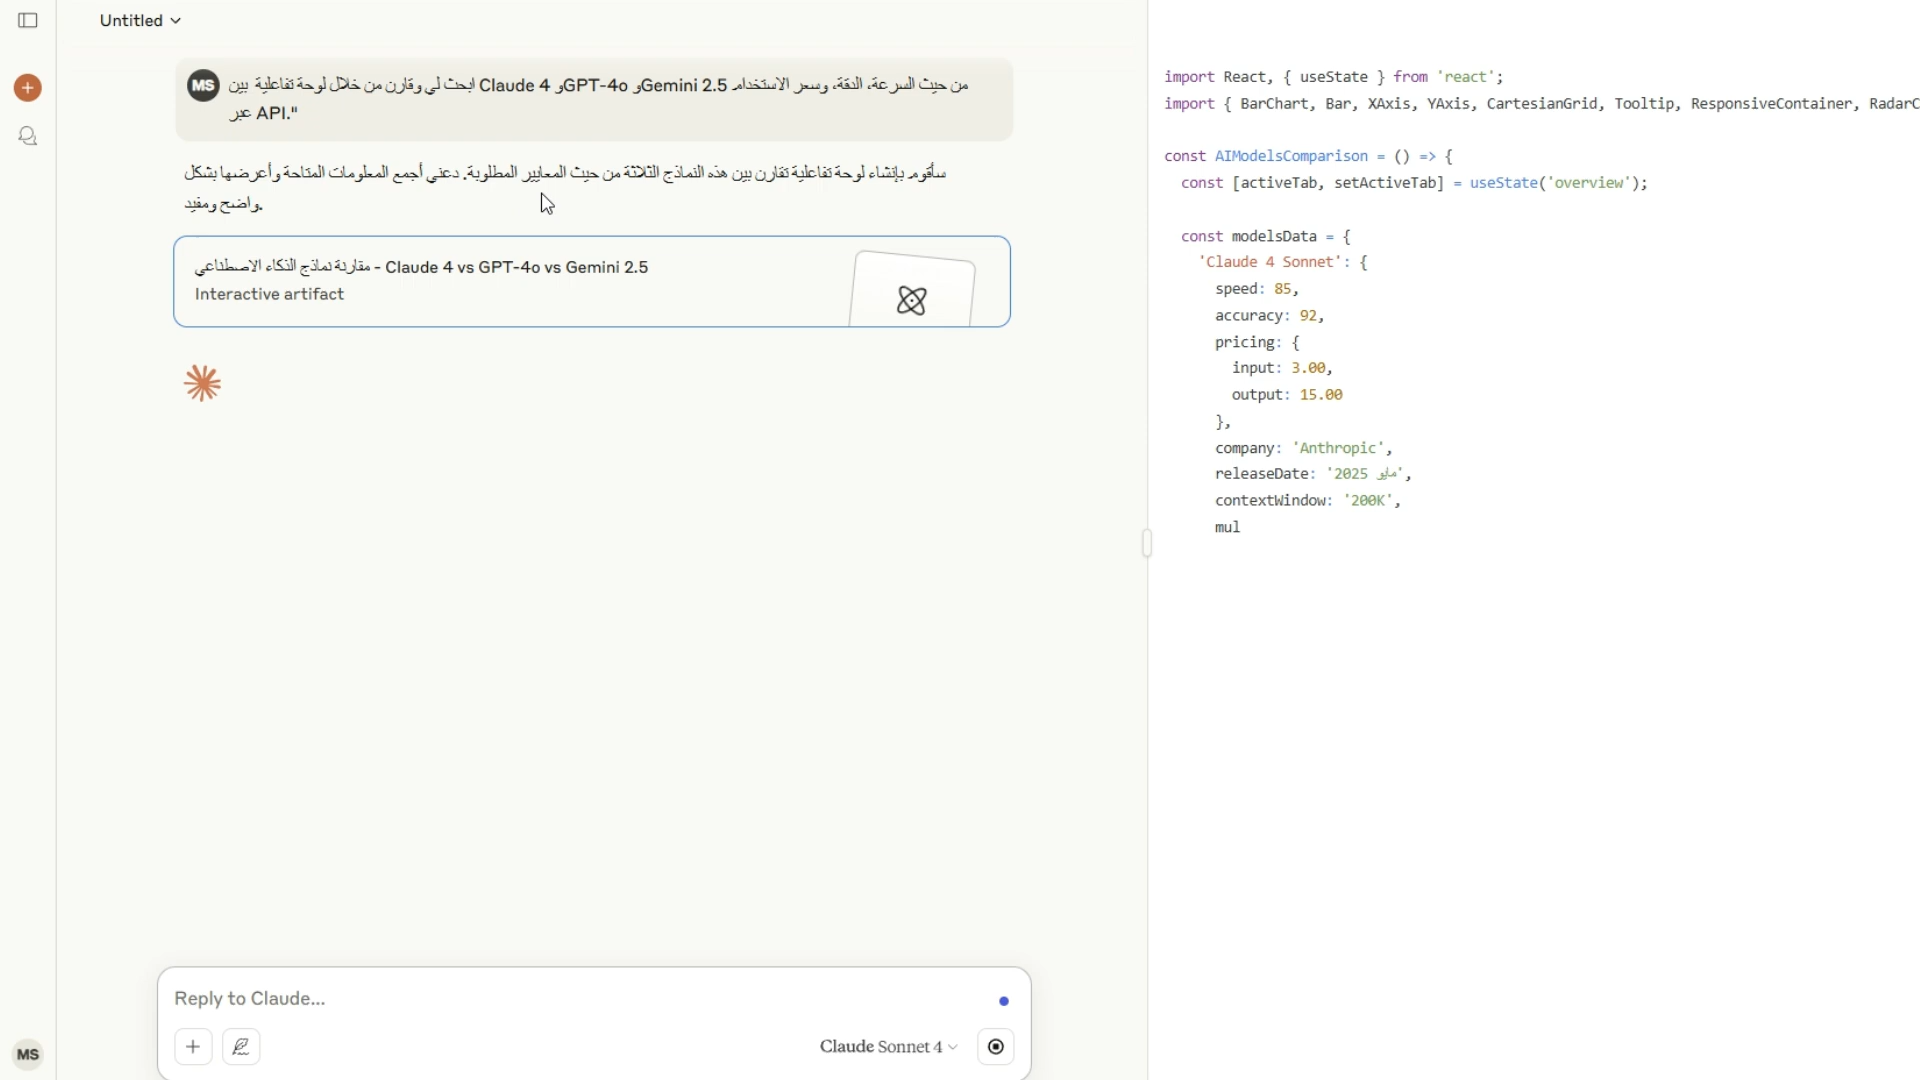 Untitled
MS
ابحث لي وقارن من خلال لوحة تفاعلية بين Claude 4 وGPT-4o وGemini 2.5 من حيث السرعة، الدقة، وسعر الاستخدام
عبر API."
سأقوم بإنشاء لوحة تفاعلية تقارن بين هذه النماذج الثلاثة من حيث المعايير المطلوبة. دعني أجمع المعلومات المتاحة وأعرضها بشكل
واضح ومفيد.
مقارنة نماذج الذكاء الاصطناعي - Claude 4 vs GPT-4o vs Gemini 2.5
Interactive artifact
Reply to Claude...
Claude Sonnet 4
MS
import React, { useState } from 'react';
import { BarChart, Bar, XAxis, YAxis, CartesianGrid, Tooltip, ResponsiveContainer, RadarC
const AIModelsComparison = () => {
const [activeTab, setActiveTab] = useState('overview');
const modelsData = {
'Claude 4 Sonnet': {
speed: 85,
accuracy: 92,
pricing: {
input: 3.00,
output: 15.00
},
company: 'Anthropic',
releaseDate: '2025 مايو',
contextWindow: '200K',
mul